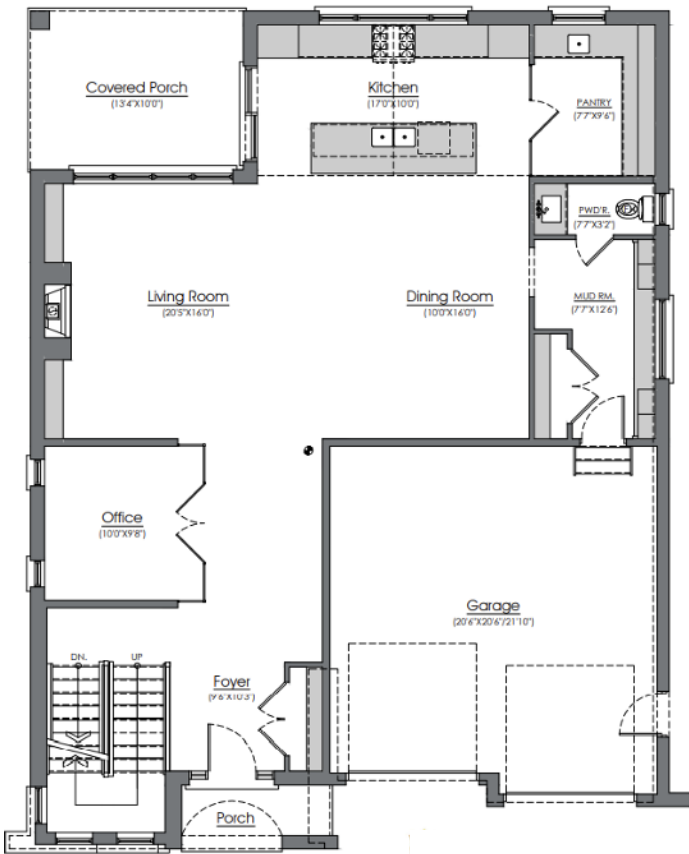 Covered Porch
(13'4"X10'0")
Kitchen
(17'0"X10'0")
PANTRY
(7'7"X9'6")
PWD'R.
(7'7"X3'2")
Living Room
(20'5"X16'0")
Dining Room
(10'0"X16'0")
MUD RM.
(7'7"X12'6")
Office
(10'0"X9'8")
Garage
(20'6"X20'6"/21'10")
DN.
UP
Foyer
(9'6"X10'3")
Porch